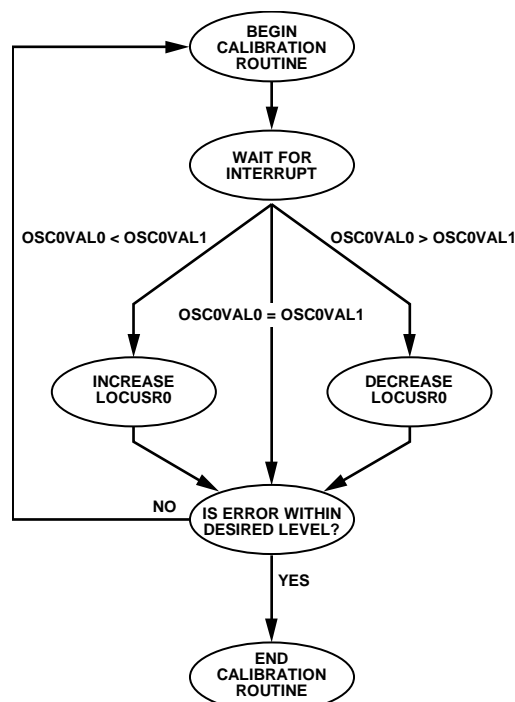 BEGIN
CALIBRATION
ROUTINE
WAIT FOR
INTERRUPT
OSC0VAL0 < OSC0VAL1
OSC0VAL0 > OSC0VAL1
OSC0VAL0 = OSC0VAL1
INCREASE
LOCUSR0
DECREASE
LOCUSR0
NO
IS ERROR WITHIN
DESIRED LEVEL?
YES
END
CALIBRATION
ROUTINE